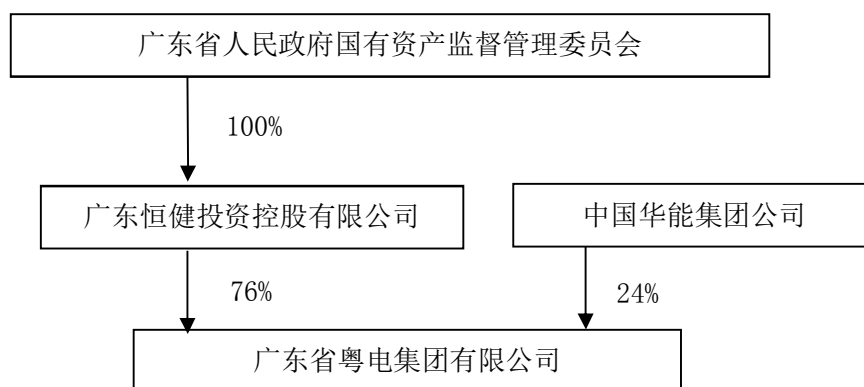 广东省人民政府国有资产监督管理委员会
100%
广东恒健投资控股有限公司
中国华能集团公司
76%
24%
广东省粤电集团有限公司